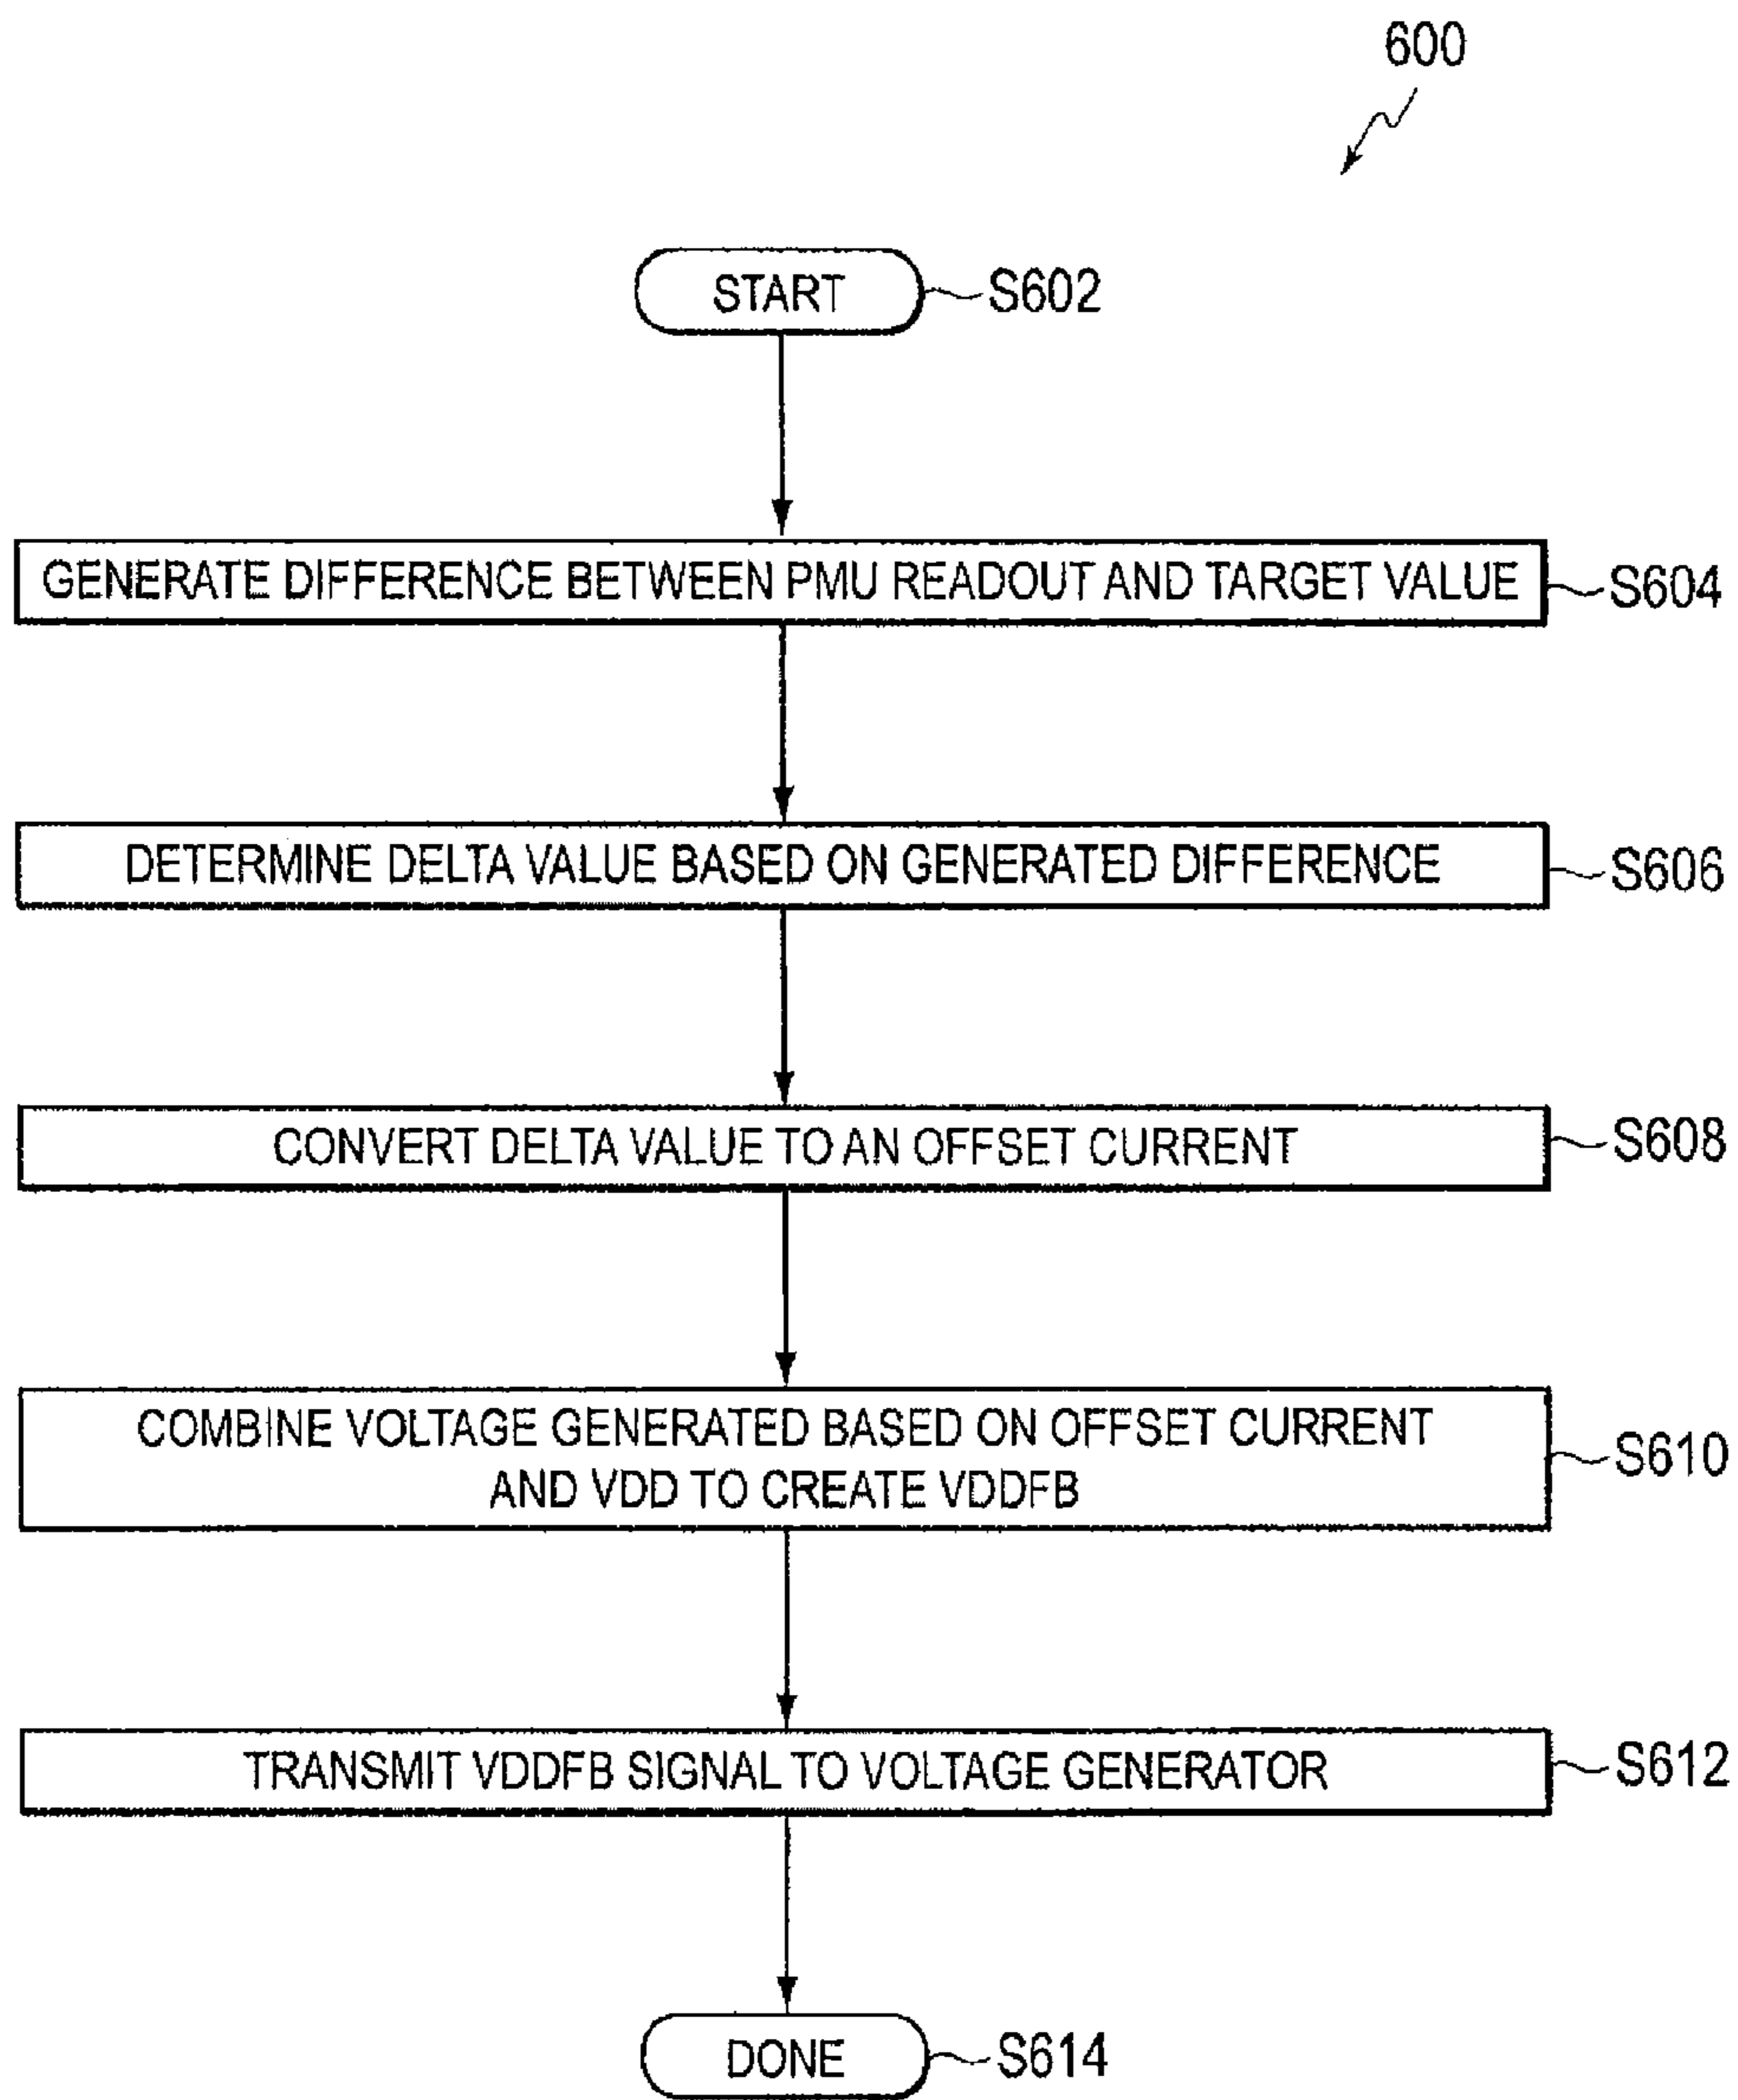 600
START
S602
GENERATE DIFFERENCE BETWEEN PMU READOUT AND TARGET VALUE
S604
DETERMINE DELTA VALUE BASED ON GENERATED DIFFERENCE
S606
CONVERT DELTA VALUE TO AN OFFSET CURRENT
S608
COMBINE VOLTAGE GENERATED BASED ON OFFSET CURRENT
AND VDD TO CREATE VDDFB
S610
TRANSMIT VDDFB SIGNAL TO VOLTAGE GENERATOR
S612
DONE
S614